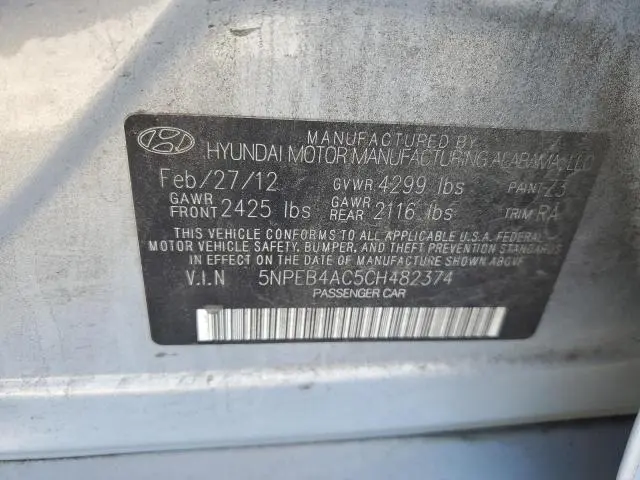 MANUFACTURED BY
HYUNDAI MOTOR MANUFACTURING ALABAMA, LLC
Feb/27/12 GVWR 4299 lbs PAINT Z3
GAWR FRONT 2425 lbs GAWR REAR 2116 lbs TRIM RA
THIS VEHICLE CONFORMS TO ALL APPLICABLE U.S.A. FEDERAL
MOTOR VEHICLE SAFETY, BUMPER, AND THEFT PREVENTION STANDARDS
IN EFFECT ON THE DATE OF MANUFACTURE SHOWN ABOVE.
V.I.N 5NPEB4AC5CH482374
PASSENGER CAR